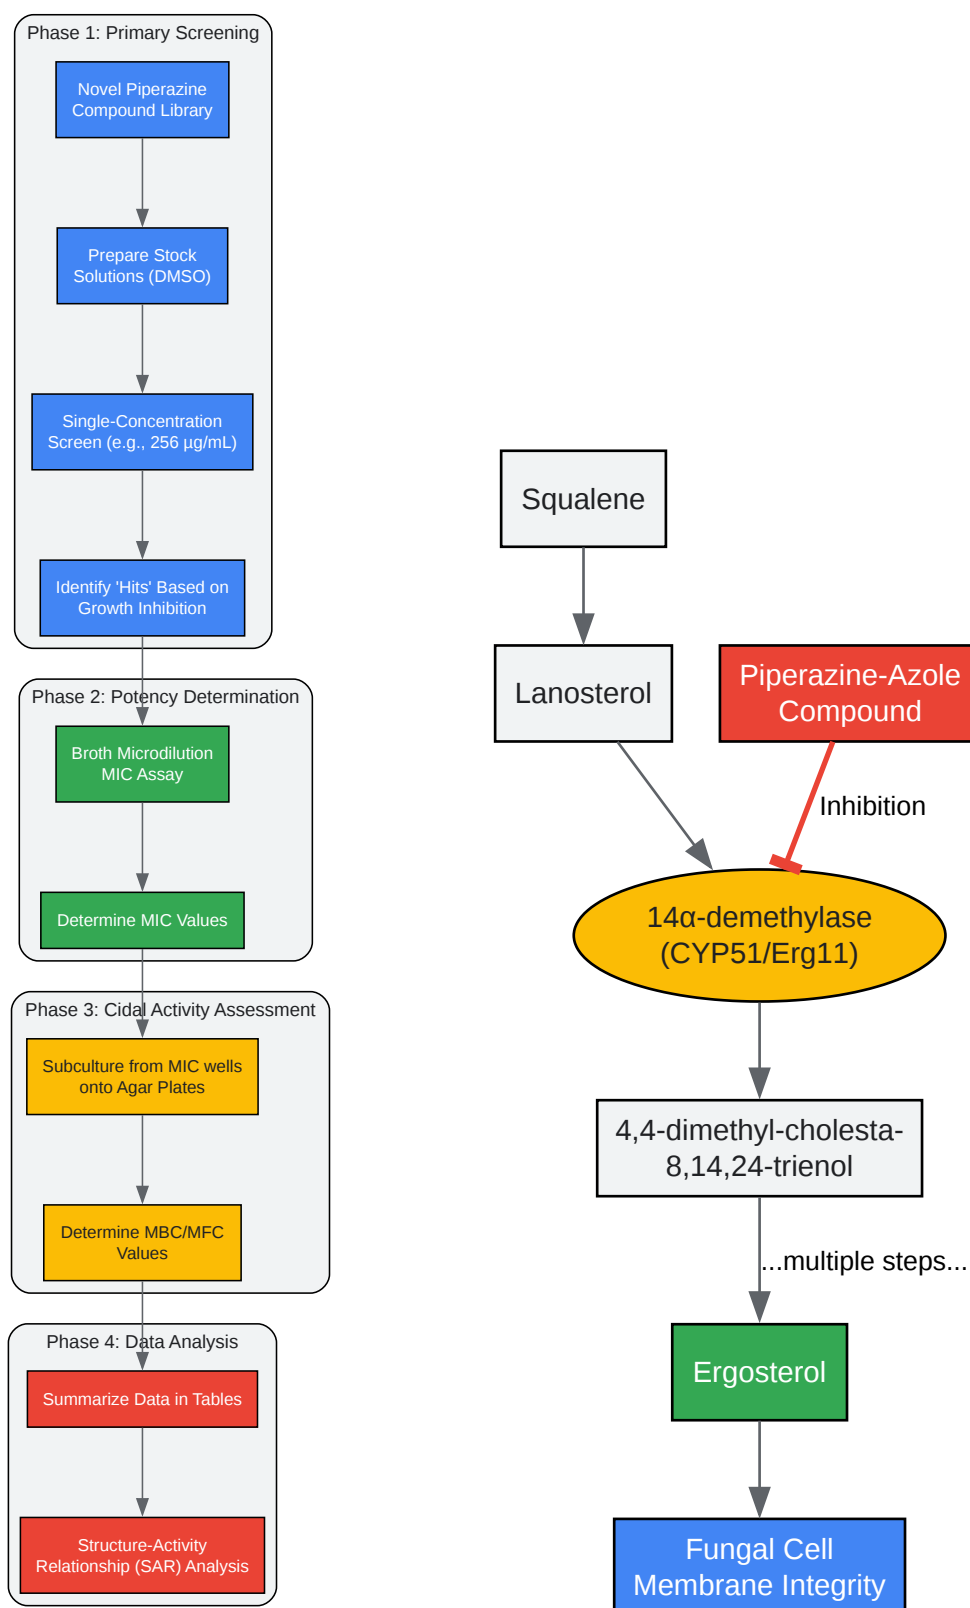 Phase 1: Primary Screening
Novel Piperazine
Compound Library
Prepare Stock
Solutions (DMSO)
Single-Concentration
Screen (e.g., 256 µg/mL)
Identify 'Hits' Based on
Growth Inhibition
Phase 2: Potency Determination
Broth Microdilution
MIC Assay
Determine MIC Values
Phase 3: Cidal Activity Assessment
Subculture from MIC wells
onto Agar Plates
Determine MBC/MFC
Values
Phase 4: Data Analysis
Summarize Data in Tables
Structure-Activity
Relationship (SAR) Analysis
Squalene
Lanosterol
Piperazine-Azole
Compound
Inhibition
14α-demethylase
(CYP51/Erg11)
4,4-dimethyl-cholesta-
8,14,24-trienol
...multiple steps...
Ergosterol
Fungal Cell
Membrane Integrity